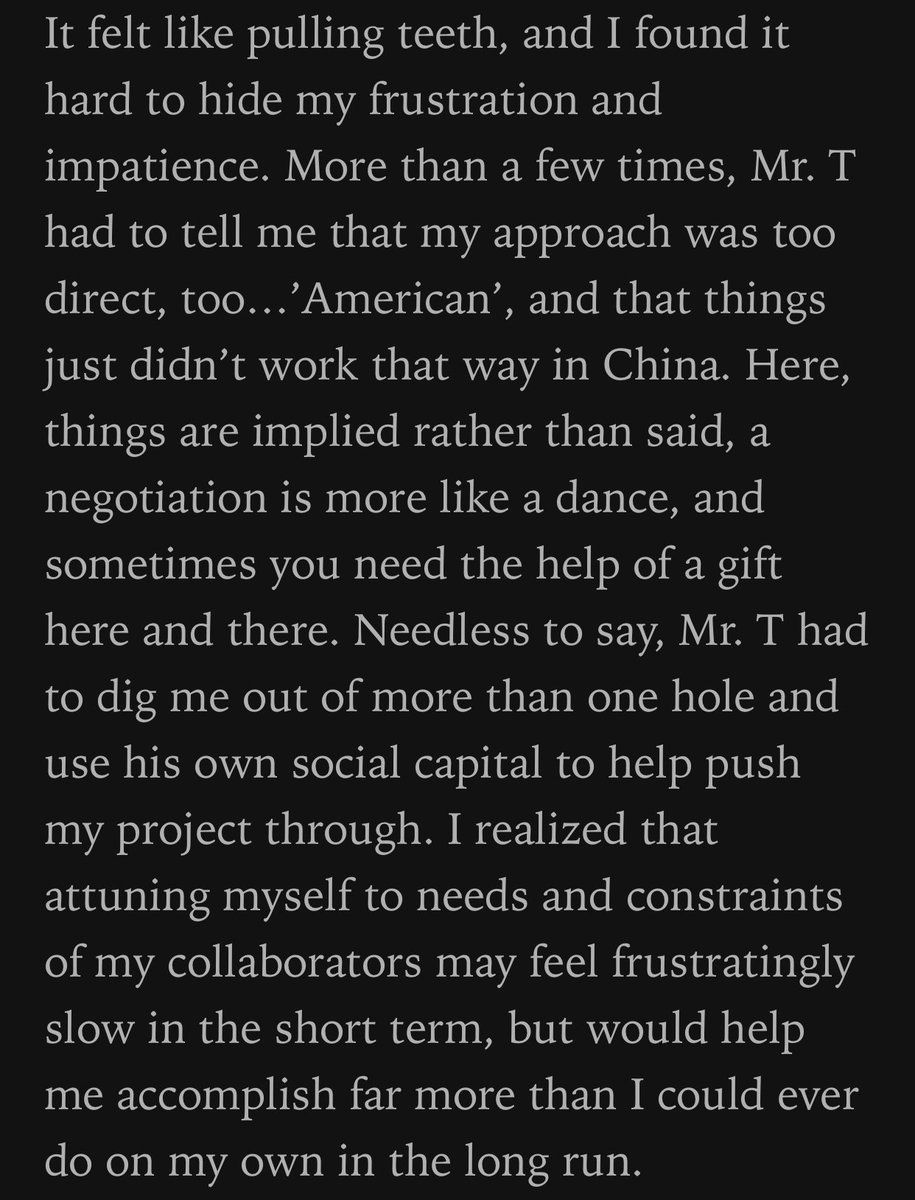 It felt like pulling teeth, and I found it
hard to hide my frustration and
impatience. More than a few times, Mr. T
had to tell me that my approach was too
direct, too…’American’, and that things
just didn’t work that way in China. Here,
things are implied rather than said, a
negotiation is more like a dance, and
sometimes you need the help of a gift
here and there. Needless to say, Mr. T had
to dig me out of more than one hole and
use his own social capital to help push
my project through. I realized that
attuning myself to needs and constraints
of my collaborators may feel frustratingly
slow in the short term, but would help
me accomplish far more than I could ever
do on my own in the long run.